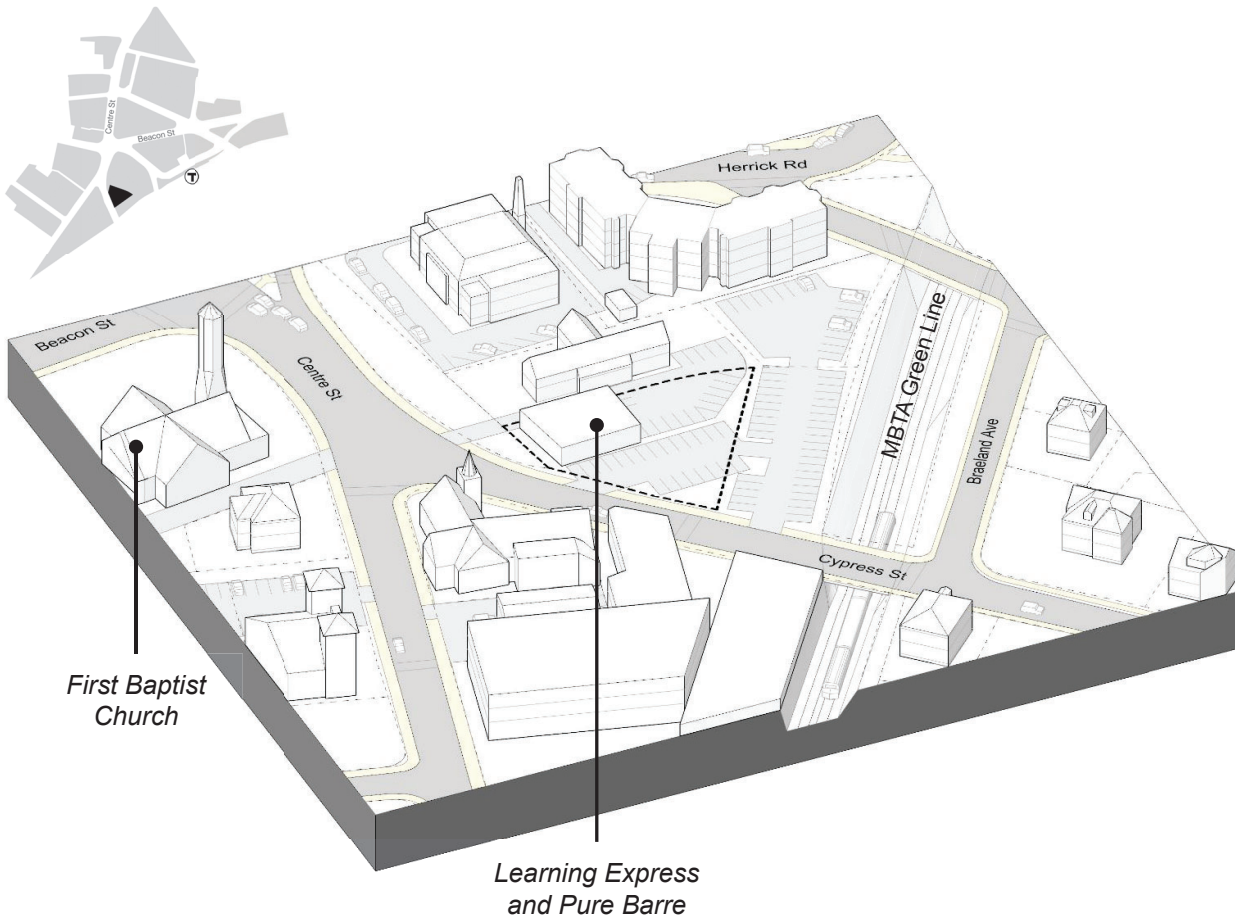 Centre St
Beacon St
T
Herrick Rd
Beacon St
Centre St
MBTA Green Line
Braeland Ave
Cypress St
First Baptist
Church
Learning Express
and Pure Barre